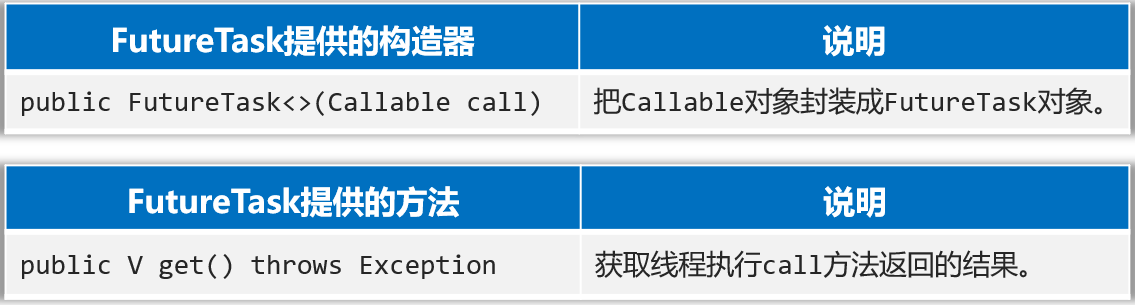 FutureTask提供的构造器 说明
public FutureTask<>(Callable call) 把Callable对象封装成FutureTask对象。
FutureTask提供的方法 说明
public V get() throws Exception 获取线程执行call方法返回的结果。